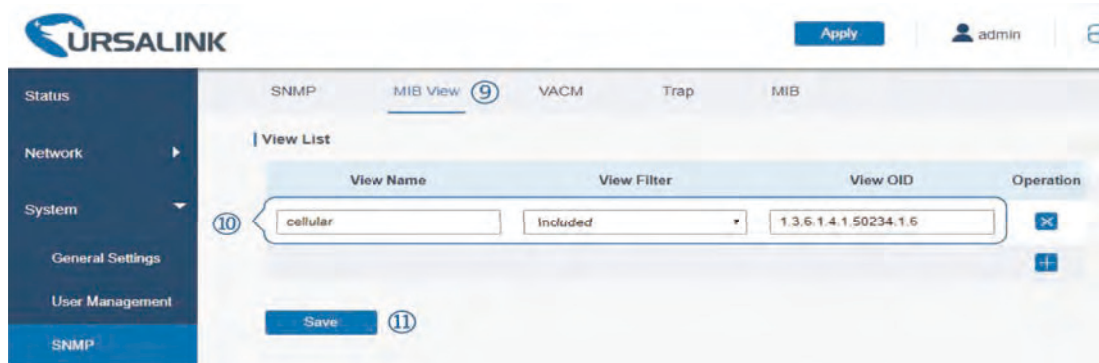 URSALINK
Apply
admin
Status
SNMP MIB View ⑨ VACM Trap MIB
View List
Network
View Name View Filter View OID Operation
System
⑩ cellular Included 1.3.6.1.4.1.50234.1.6
General Settings
User Management
Save ⑪
SNMP